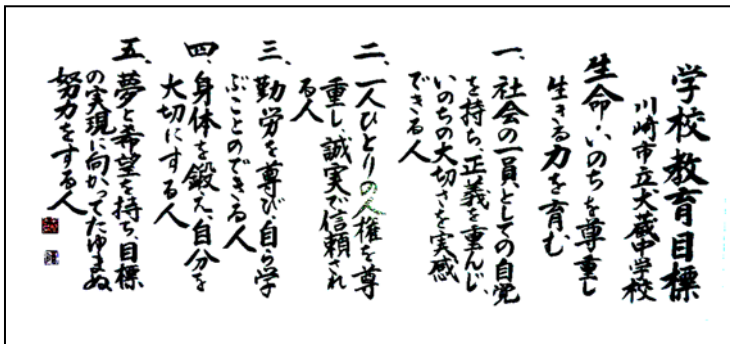 学校教育目標
川崎市立犬蔵中学校
生命・いのちを尊重し
生きる力を育む
一、社会の一員としての自覚
を持ち、正義を重んじ、
いのちの大切さを実感
できる人
二、一人ひとりの人権を尊
重し、誠実で信頼され
る人
三、勤労を尊び、自ら学
ぶことのできる人
四、身体を鍛え、自分を
大切にする人
五、夢と希望を持ち、目標
の実現に向かってたゆまぬ
努力をする人